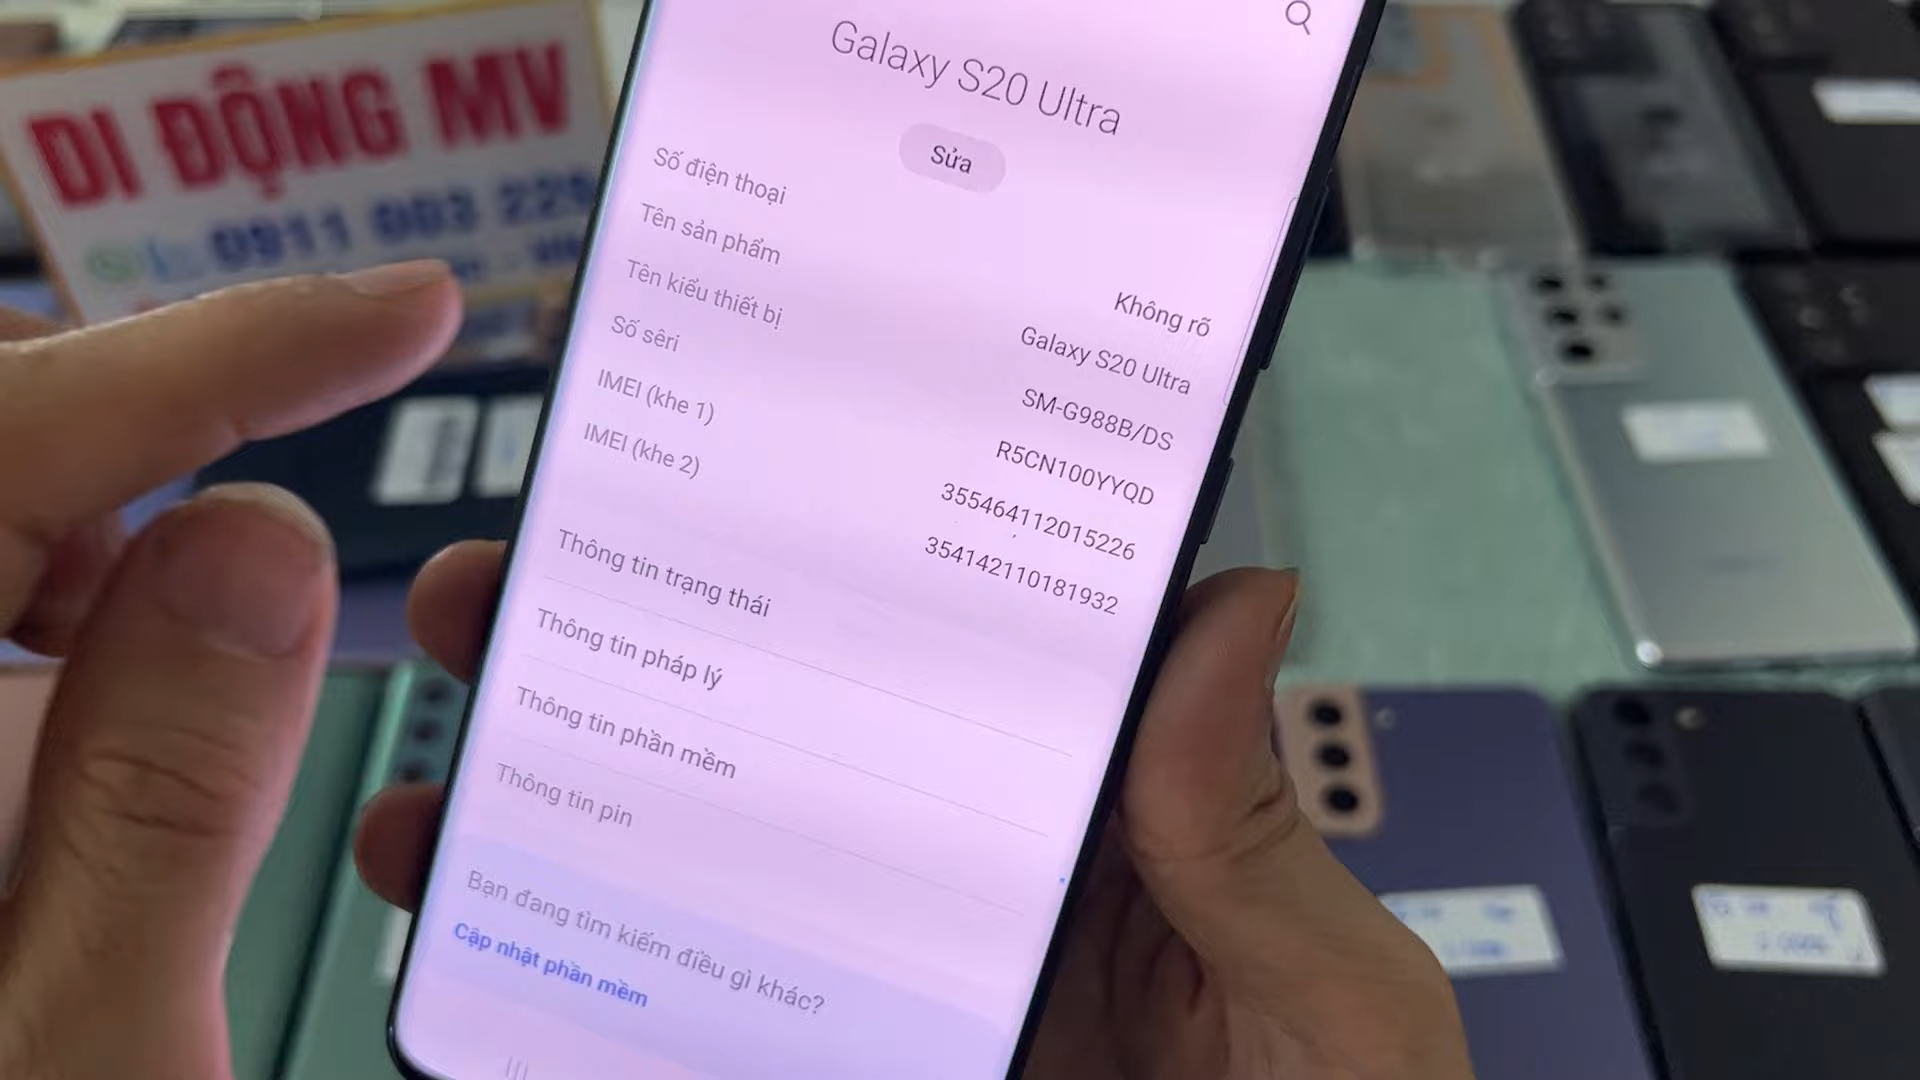 DI ĐỘNG MV
0911 003 229
Galaxy S20 Ultra
Sửa
Số điện thoại
Không rõ
Tên sản phẩm
Galaxy S20 Ultra
Tên kiểu thiết bị
SM-G988B/DS
Số sêri
R5CN100YYQD
IMEI (khe 1)
355464112015226
IMEI (khe 2)
354142110181932
Thông tin trạng thái
Thông tin pháp lý
Thông tin phần mềm
Thông tin pin
Bạn đang tìm kiếm điều gì khác?
Cập nhật phần mềm